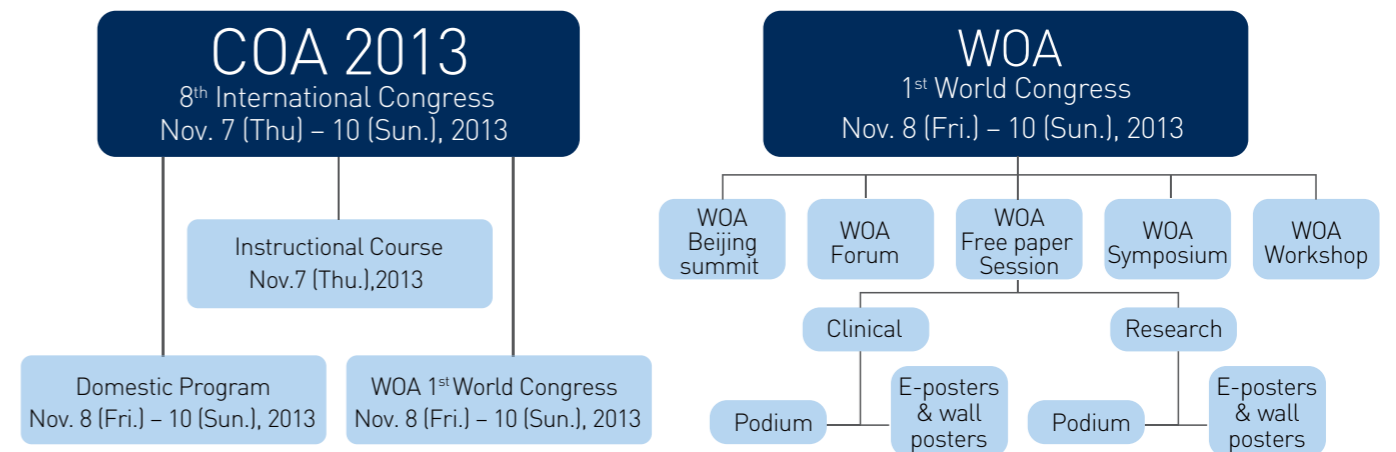 COA 2013
8th International Congress
Nov. 7 (Thu) – 10 (Sun.), 2013
Instructional Course
Nov.7 (Thu.),2013
Domestic Program
Nov. 8 (Fri.) – 10 (Sun.), 2013
WOA 1st World Congress
Nov. 8 (Fri.) – 10 (Sun.), 2013
WOA
1st World Congress
Nov. 8 (Fri.) – 10 (Sun.), 2013
WOA
Beijing
summit
WOA
Forum
WOA
Free paper
Session
WOA
Symposium
WOA
Workshop
Clinical
Research
Podium
E-posters
& wall
posters
Podium
E-posters
& wall
posters